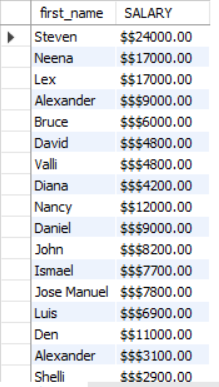 first_name SALARY
Steven $$24000.00
Neena $$17000.00
Lex $$17000.00
Alexander $$$9000.00
Bruce $$$6000.00
David $$$4800.00
Valli $$$4800.00
Diana $$$4200.00
Nancy $$12000.00
Daniel $$$9000.00
John $$$8200.00
Ismael $$$7700.00
Jose Manuel $$$7800.00
Luis $$$6900.00
Den $$11000.00
Alexander $$$3100.00
Shelli $$$2900.00